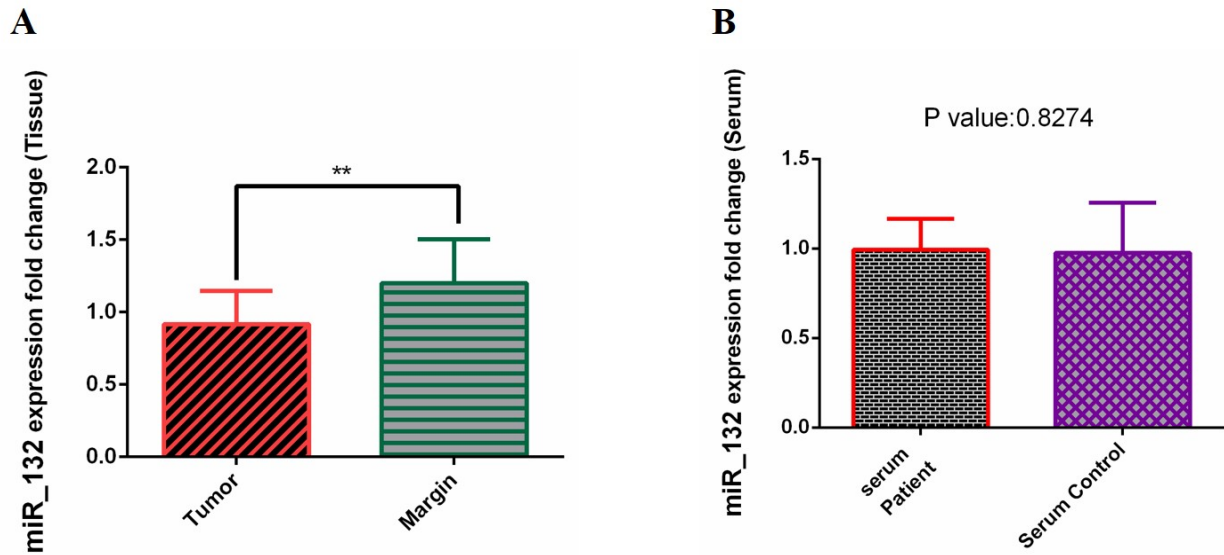 A
miR_132 expression fold change (Tissue)
2.0
1.5
1.0
0.5
0.0
**
Tumor
Margin
B
miR_132 expression fold change (Serum)
P value:0.8274
1.5
1.0
0.5
0.0
serum
Patient
Serum Control